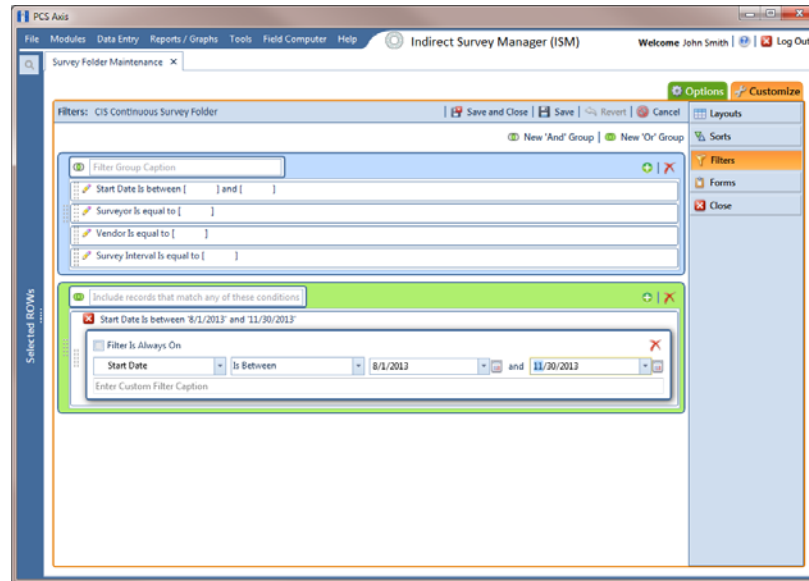 PCS Axis
File Modules Data Entry Reports / Graphs Tools Field Computer Help Indirect Survey Manager (ISM) Welcome John Smith | Log Out
Survey Folder Maintenance X
Options Customize
Filters: CIS Continuous Survey Folder | Save and Close | Save | Revert | Cancel
Layouts
New 'And' Group | New 'Or' Group
Sorts
Filters
Forms
Close
Filter Group Caption
Start Date Is between [ ] and [ ]
Surveyor Is equal to [ ]
Vendor Is equal to [ ]
Survey Interval Is equal to [ ]
Include records that match any of these conditions
Start Date Is between '8/1/2013' and '11/30/2013'
Filter Is Always On
Start Date Is Between 8/1/2013 and 11/30/2013
Enter Custom Filter Caption
Selected ROWs